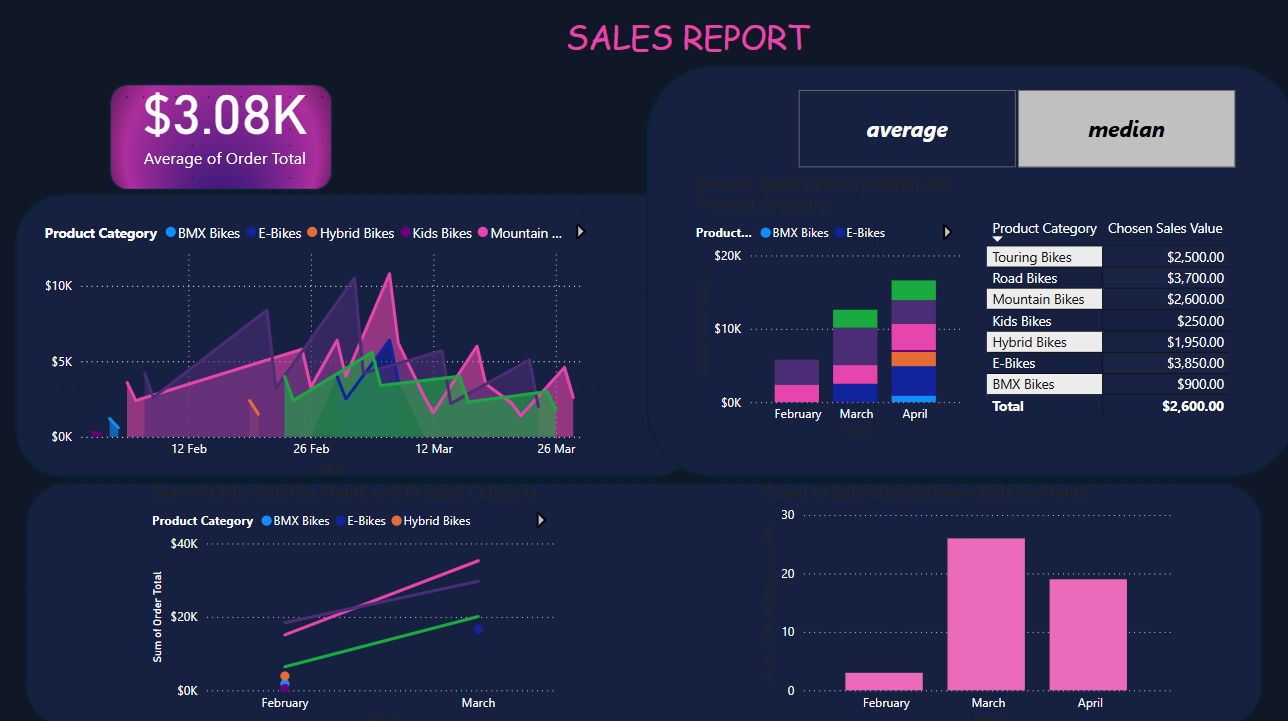 SALES REPORT
$3.08K
Average of Order Total
average
median
Product Category BMX Bikes E-Bikes Hybrid Bikes Kids Bikes Mountain ...
$10K
$5K
$0K
12 Feb 26 Feb 12 Mar 26 Mar
Year
Chosen Sales Value by Month and
Product Category
Product... BMX Bikes E-Bikes
$20K
$10K
$0K
February March April
Month
Product Category Chosen Sales Value
Touring Bikes $2,500.00
Road Bikes $3,700.00
Mountain Bikes $2,600.00
Kids Bikes $250.00
Hybrid Bikes $1,950.00
E-Bikes $3,850.00
BMX Bikes $900.00
Total $2,600.00
Sum of Order Total by Month and Product Category
Product Category BMX Bikes E-Bikes Hybrid Bikes
Sum of Order Total
$40K
$20K
$0K
February March
Count of Estimated Delivery Date by Month
30
20
10
0
February March April